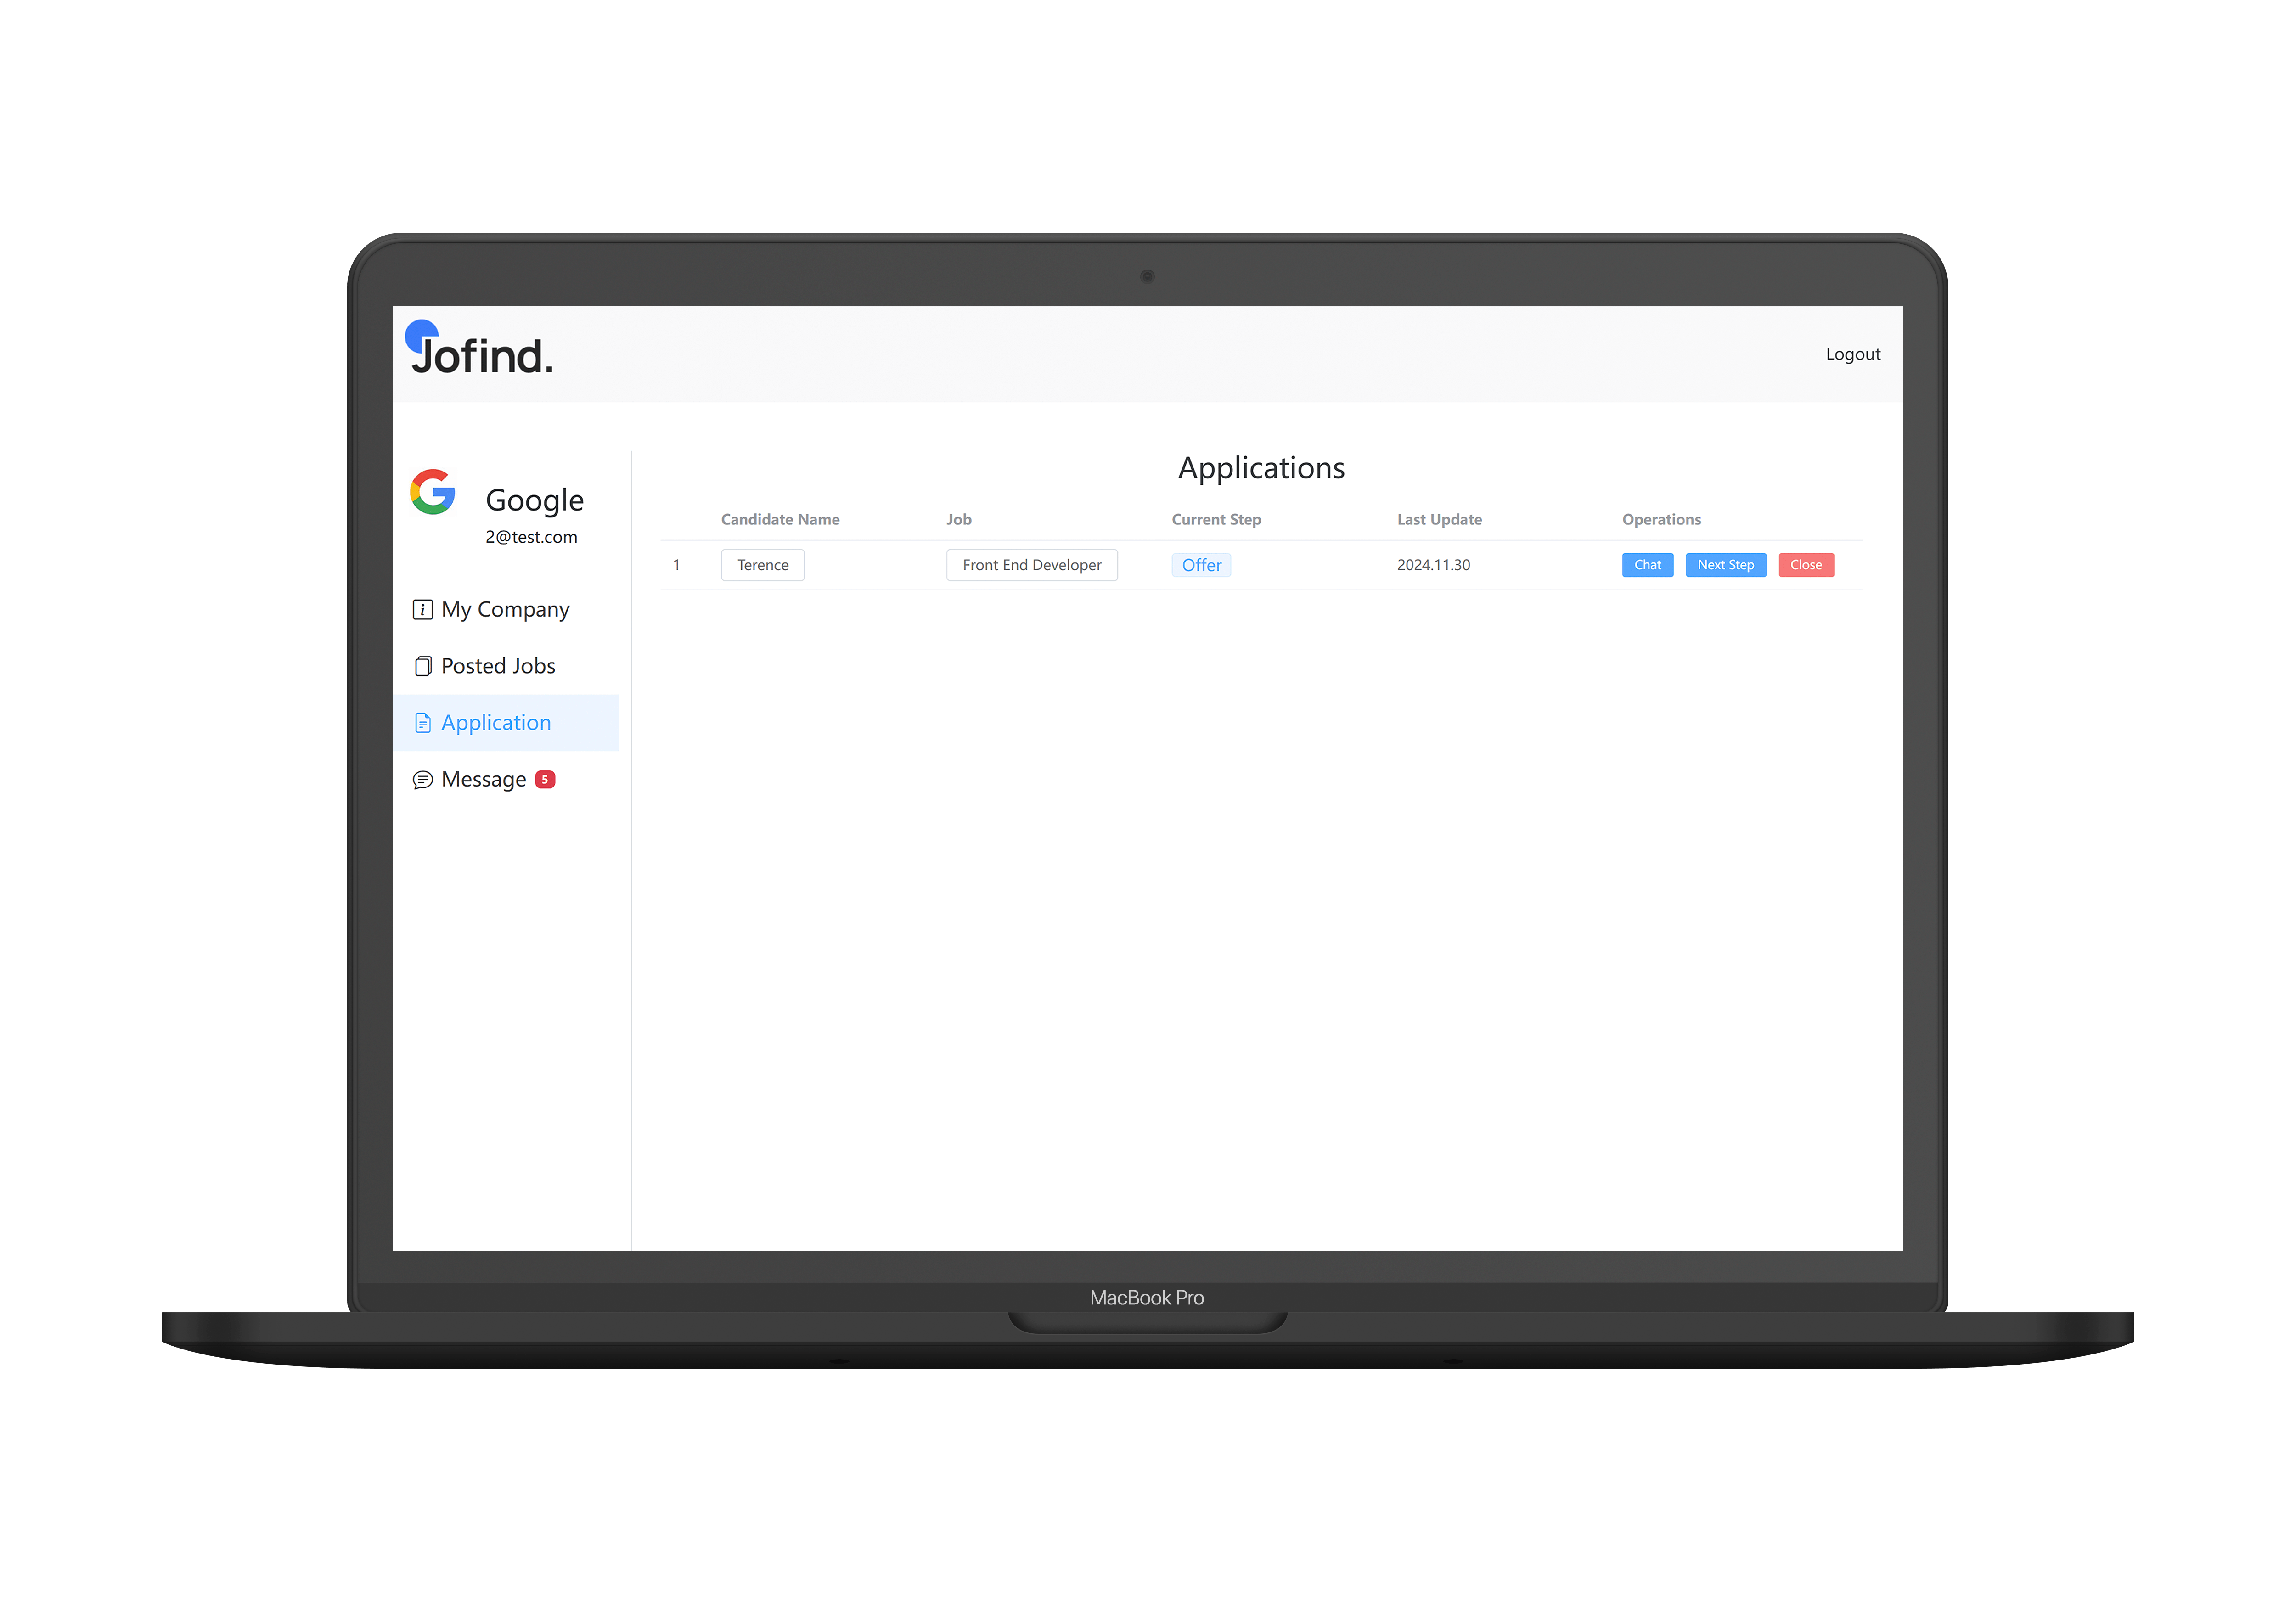 Jofind.
Logout
Google
2@test.com
My Company
Posted Jobs
Application
Message 5
Applications
Candidate Name Job Current Step Last Update Operations
1 Terence Front End Developer Offer 2024.11.30 Chat Next Step Close
MacBook Pro